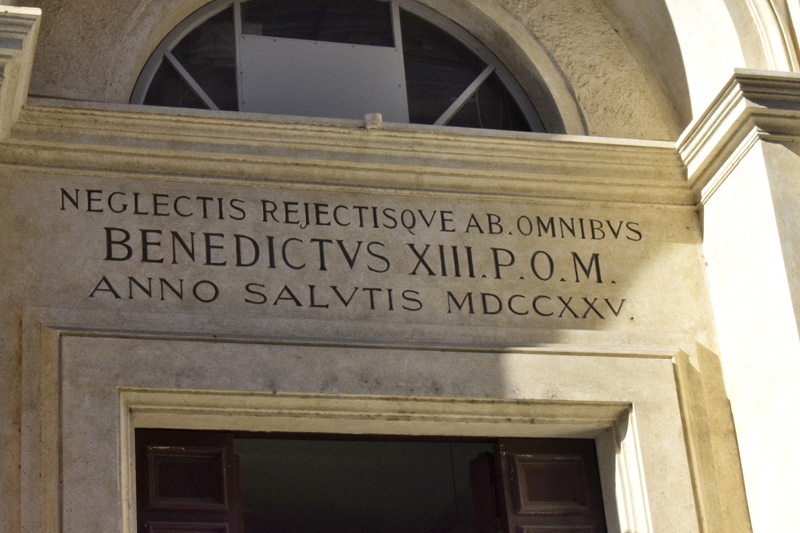 NEGLECTIS REJECTISQVE AB. OMNIBVS
BENEDICTVS XIII. P. O. M.
ANNO SALVTIS MDCCXXV.